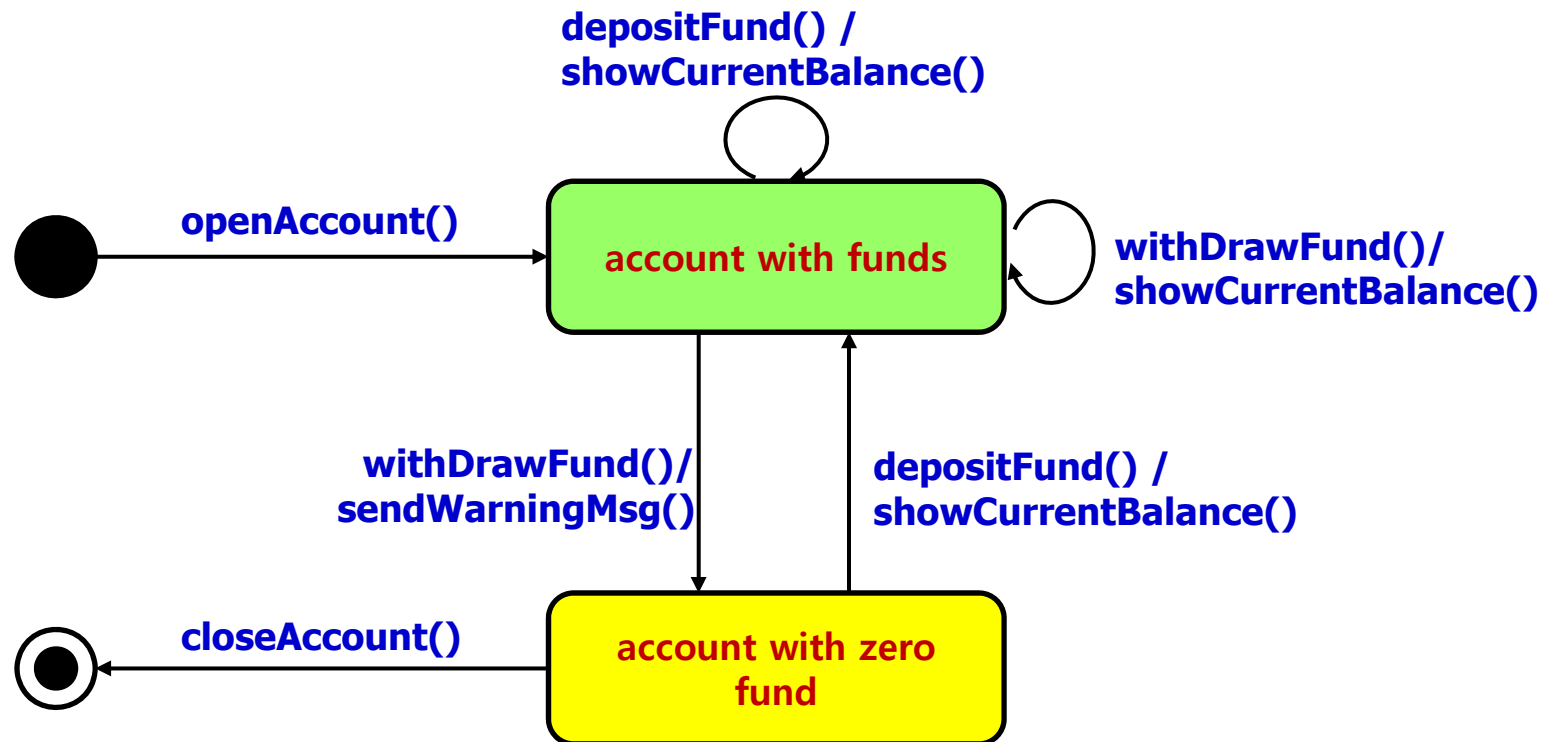 depositFund() /
showCurrentBalance()
openAccount()
account with funds
withDrawFund()/
showCurrentBalance()
withDrawFund()/
sendWarningMsg()
depositFund() /
showCurrentBalance()
closeAccount()
account with zero
fund